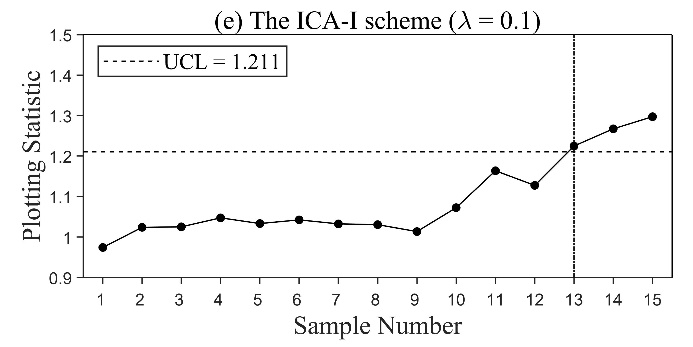 (e) The ICA-I scheme (λ = 0.1)
1.5
UCL = 1.211
1.4
1.3
1.2
1.1
1
0.9
Plotting Statistic
1 2 3 4 5 6 7 8 9 10 11 12 13 14 15
Sample Number